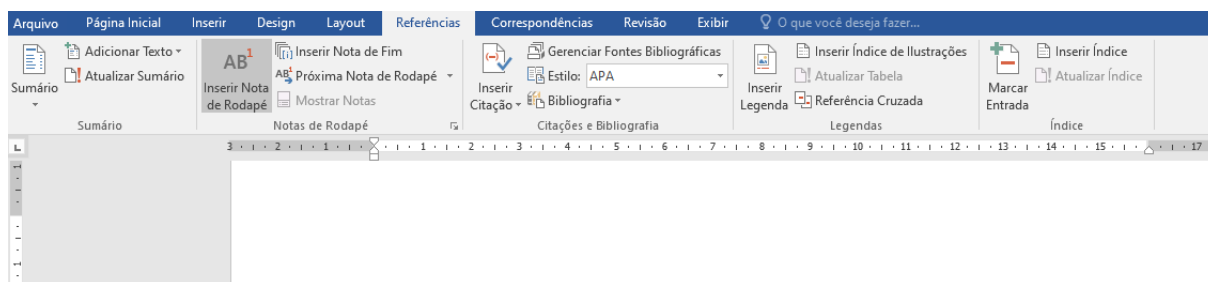 Arquivo Página Inicial Inserir Design Layout Referências Correspondências Revisão Exibir O que você deseja fazer...
Sumário
Adicionar Texto
Atualizar Sumário
Sumário
AB1
Inserir Nota
de Rodapé
Inserir Nota de Fim
AB1 Próxima Nota de Rodapé
Mostrar Notas
Notas de Rodapé
Inserir
Citação
Gerenciar Fontes Bibliográficas
Estilo: APA
Bibliografia
Citações e Bibliografia
Inserir
Legenda
Inserir Índice de Ilustrações
Atualizar Tabela
Referência Cruzada
Legendas
Marcar
Entrada
Inserir Índice
Atualizar Índice
Índice
3 2 1 1 2 3 4 5 6 7 8 9 10 11 12 13 14 15 17
1
1